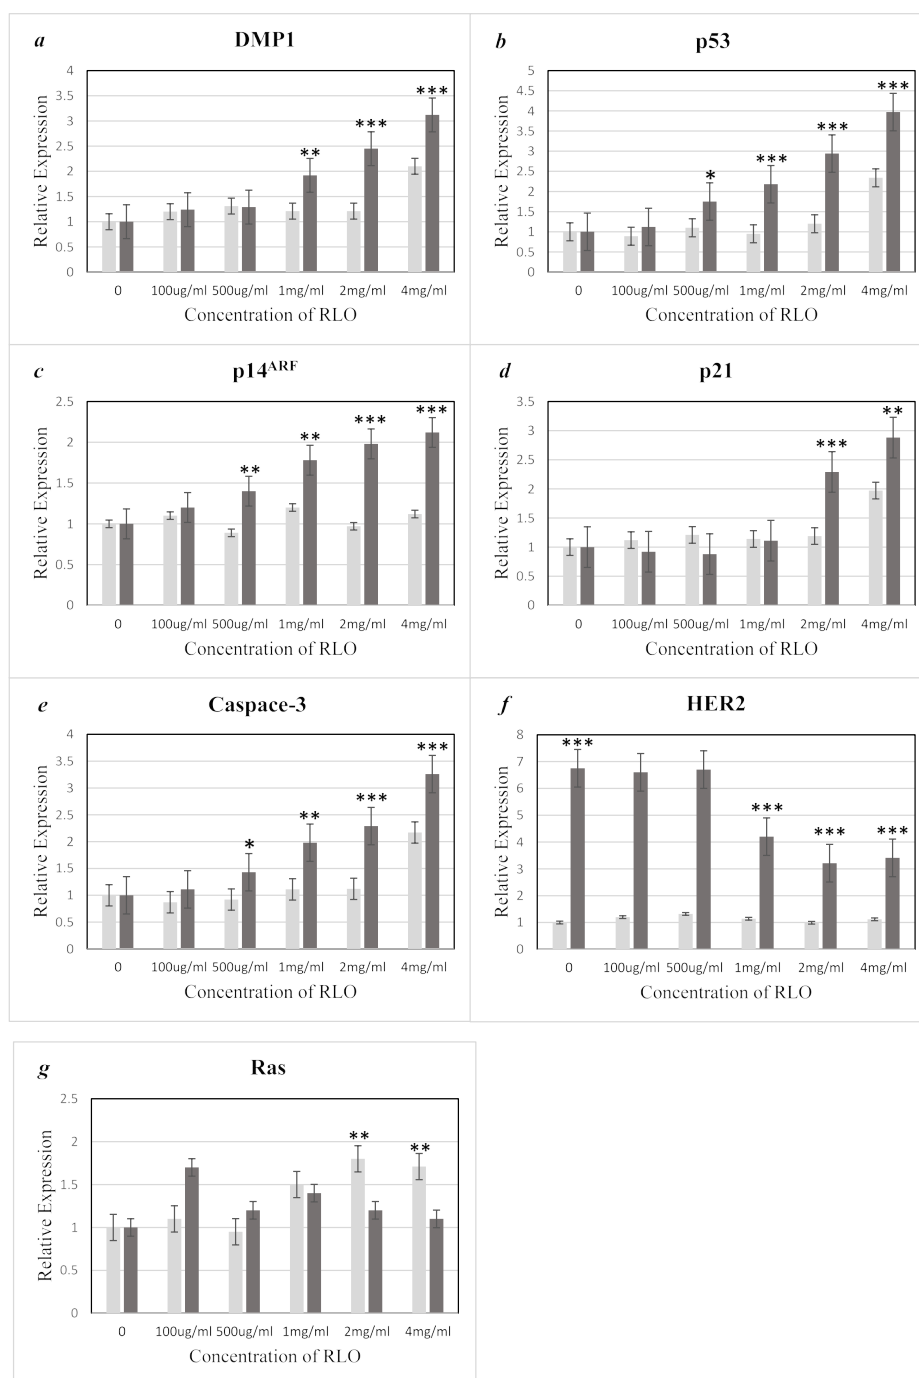 a DMP1
***
***
**
4
3.5
3
2.5
2
1.5
1
0.5
0
Relative Expression
0 100ug/ml 500ug/ml 1mg/ml 2mg/ml 4mg/ml
Concentration of RLO
b p53
***
***
***
*
5
4.5
4
3.5
3
2.5
2
1.5
1
0.5
0
Relative Expression
0 100ug/ml 500ug/ml 1mg/ml 2mg/ml 4mg/ml
Concentration of RLO
c p14ARF
***
***
**
**
2.5
2
1.5
1
0.5
0
Relative Expression
0 100ug/ml 500ug/ml 1mg/ml 2mg/ml 4mg/ml
Concentration of RLO
d p21
**
***
3.5
3
2.5
2
1.5
1
0.5
0
Relative Expression
0 100ug/ml 500ug/ml 1mg/ml 2mg/ml 4mg/ml
Concentration of RLO
e Caspace-3
***
***
**
*
4
3.5
3
2.5
2
1.5
1
0.5
0
Relative Expression
0 100ug/ml 500ug/ml 1mg/ml 2mg/ml 4mg/ml
Concentration of RLO
f HER2
***
***
***
***
8
7
6
5
4
3
2
1
0
Relative Expression
0 100ug/ml 500ug/ml 1mg/ml 2mg/ml 4mg/ml
Concentration of RLO
g Ras
**
**
2.5
2
1.5
1
0.5
0
Relative Expression
0 100ug/ml 500ug/ml 1mg/ml 2mg/ml 4mg/ml
Concentration of RLO